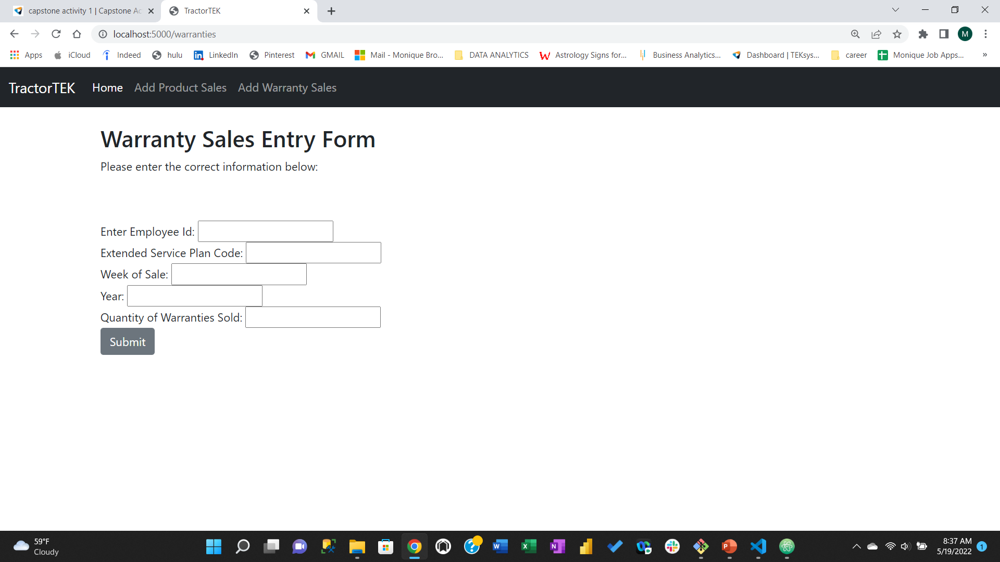 capstone activity 1 | Capstone Ac
TractorTEK
localhost:5000/warranties
M
Apps
iCloud
Indeed
hulu
LinkedIn
Pinterest
GMAIL
Mail - Monique Bro...
DATA ANALYTICS
Astrology Signs for...
Business Analytics...
Dashboard | TEKsys...
career
Monique Job Apps...
»
TractorTEK Home Add Product Sales Add Warranty Sales
Warranty Sales Entry Form
Please enter the correct information below:
Enter Employee Id:
Extended Service Plan Code:
Week of Sale:
Year:
Quantity of Warranties Sold:
Submit
59°F
Cloudy
8:37 AM
5/19/2022
1